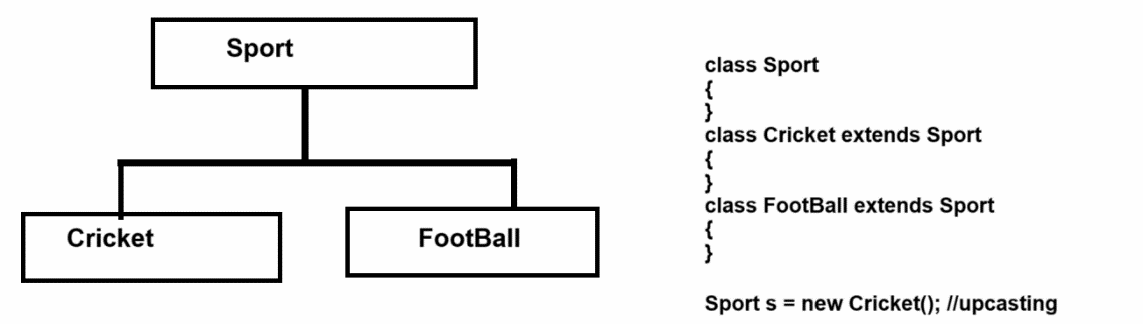 Sport
Cricket
FootBall
class Sport
{
}
class Cricket extends Sport
{
}
class FootBall extends Sport
{
}
Sport s = new Cricket(); //upcasting